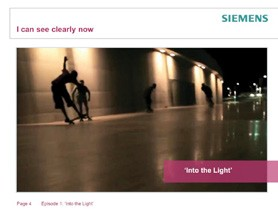 SIEMENS
I can see clearly now
'Into the Light'
Page 4 Episode 1: 'Into the Light'